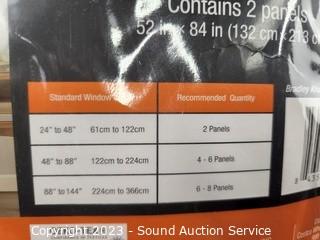 Contains 2 panels
52 in x 84 in (132 cm x 213 c
Bradley
Standard Window
Recommended Quantity
24" to 48" 61cm to 122cm 2 Panels
48" to 88" 122cm to 224cm 4 - 6 Panels
88" to 144" 224cm to 366cm 6 - 8 Panels
Copyright 2023 - Sound Auction Service